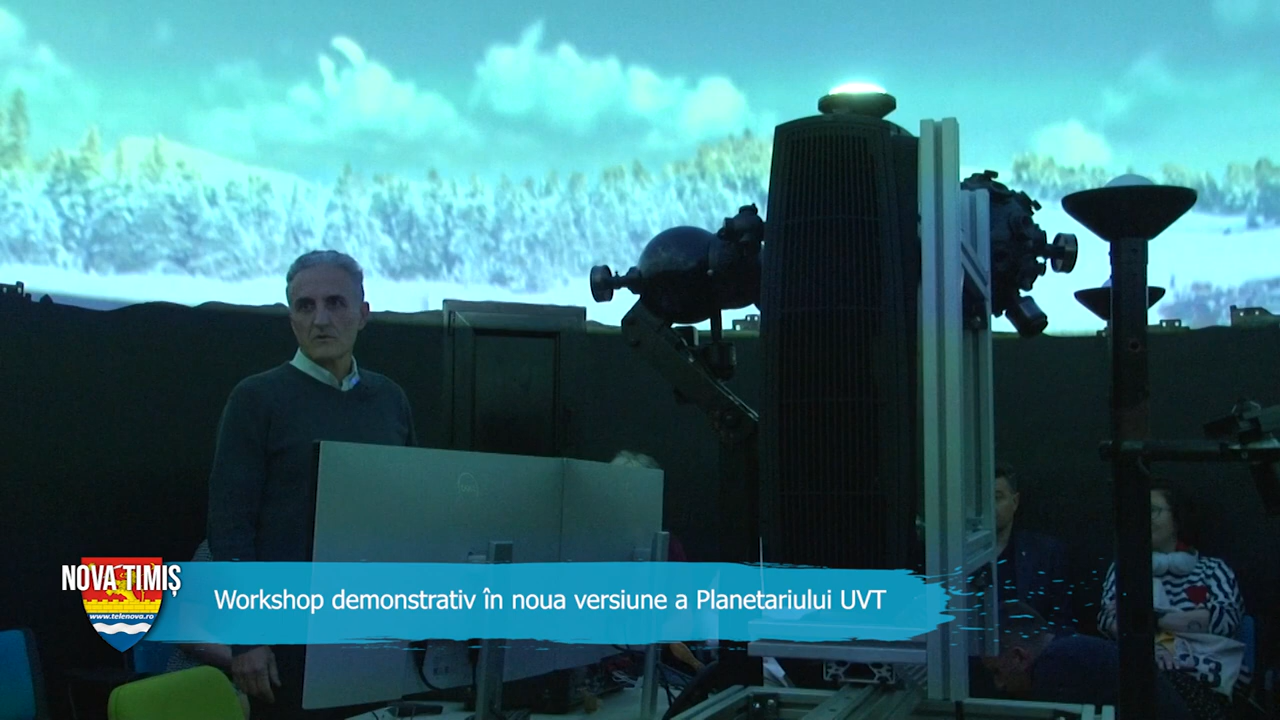 NOVA TIMIȘ
www.telenova.ro
Workshop demonstrativ în noua versiune a Planetariului UVT